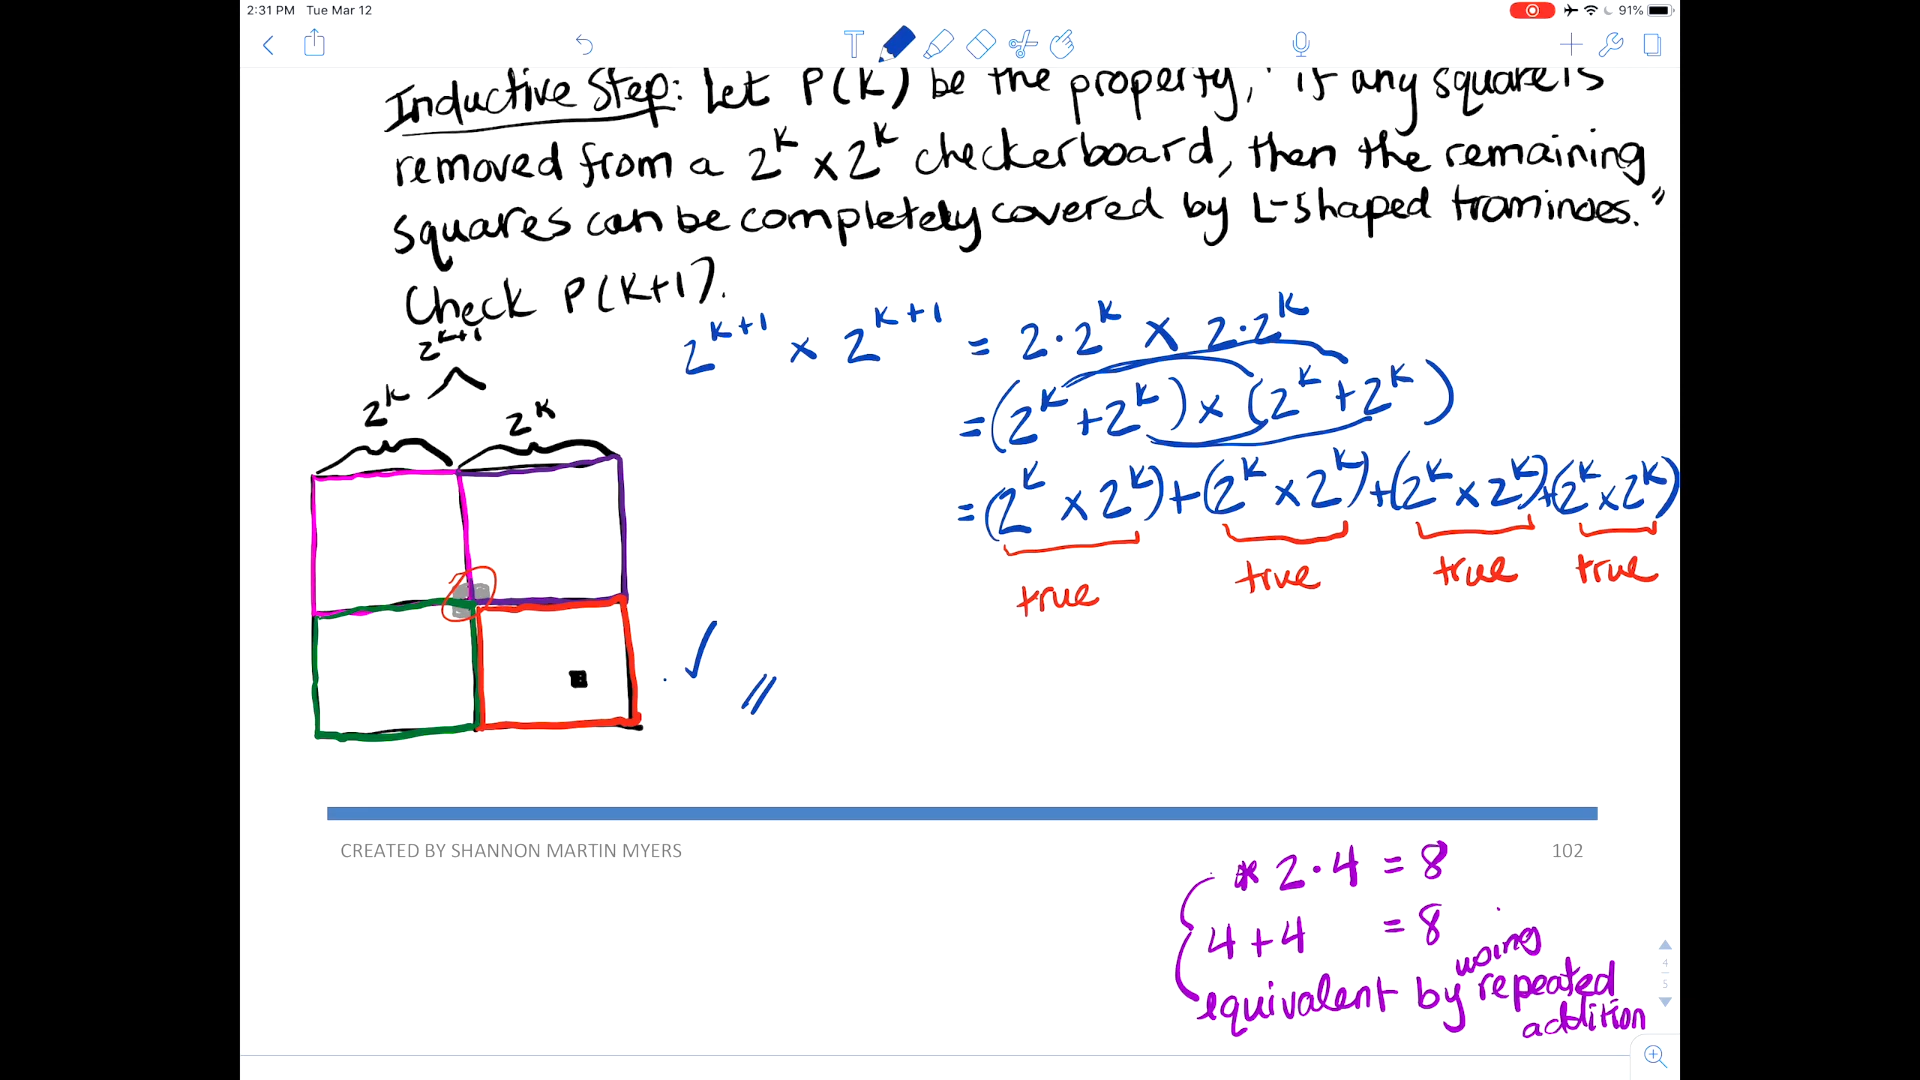 2:31 PM Tue Mar 12
91%
T
Inductive Step: Let P(K) be the property, "if any square is
removed from a 2^K x 2^K checkerboard, then the remaining
squares can be completely covered by L-shaped trominoes."
Check P(K+1).
2^{K+1} x 2^{K+1} = 2·2^K x 2·2^K
= (2^K + 2^K) x (2^K + 2^K)
= (2^K x 2^K) + (2^K x 2^K) + (2^K x 2^K) + (2^K x 2^K)
true true true true
2^{K+1}
2^K 2^K
CREATED BY SHANNON MARTIN MYERS 102
* 2·4 = 8
4+4 = 8
equivalent by using repeated
addition
4
5